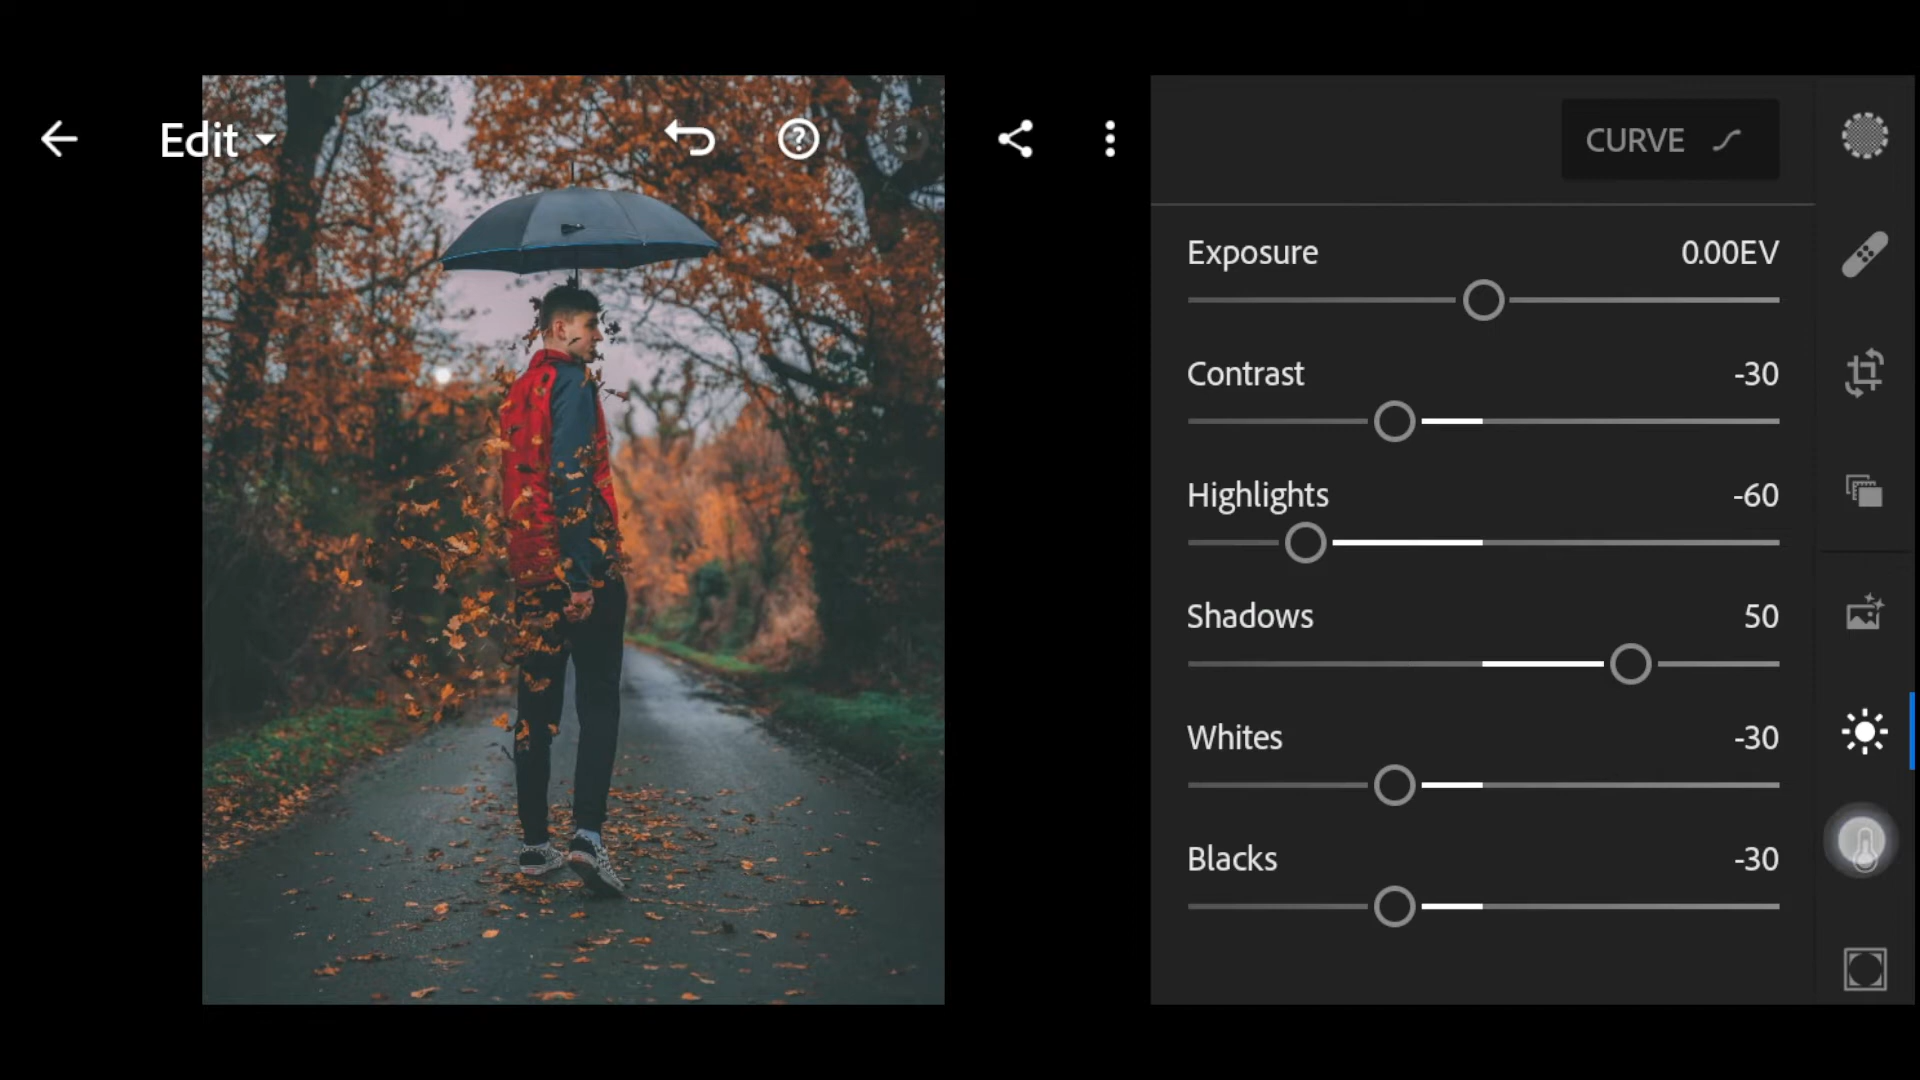 Edit
CURVE
Exposure 0.00EV
Contrast -30
Highlights -60
Shadows 50
Whites -30
Blacks -30